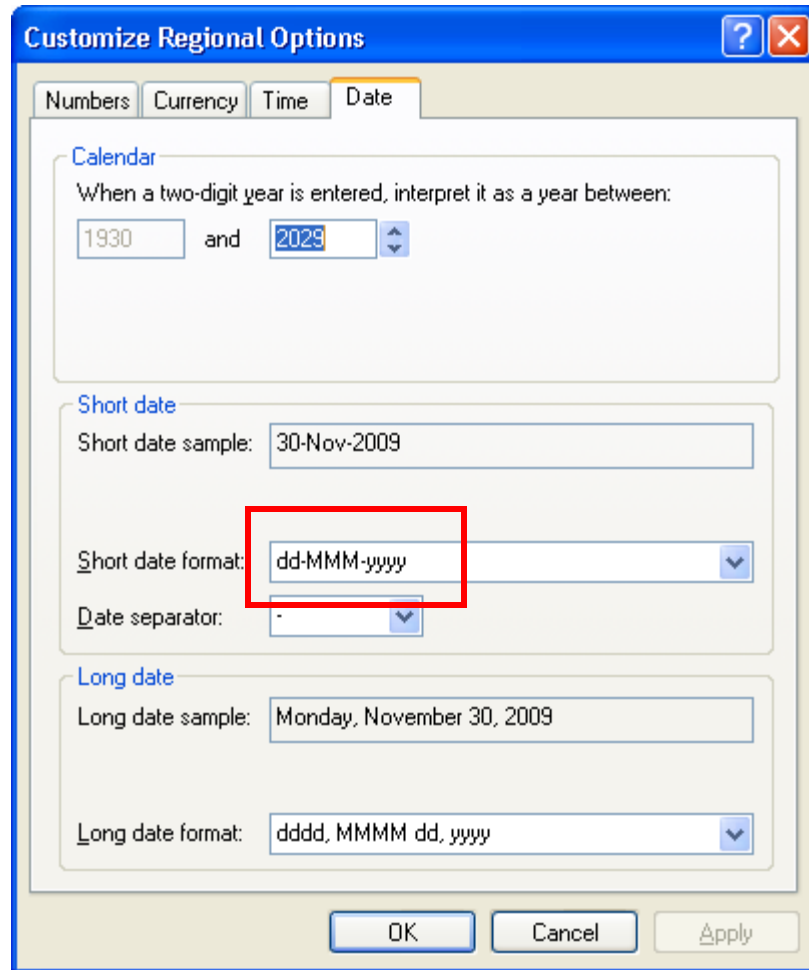 Customize Regional Options
Numbers Currency Time Date
Calendar
When a two-digit year is entered, interpret it as a year between:
1930 and 2029
Short date
Short date sample: 30-Nov-2009
Short date format: dd-MMM-yyyy
Date separator: -
Long date
Long date sample: Monday, November 30, 2009
Long date format: dddd, MMMM dd, yyyy
OK Cancel Apply